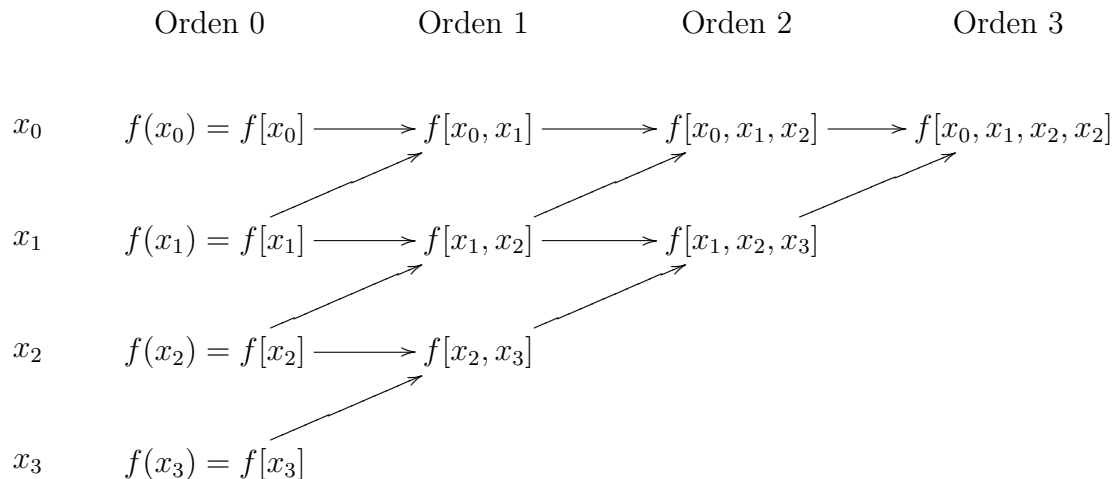 Orden 0 Orden 1 Orden 2 Orden 3
x_0 f(x_0) = f[x_0] f[x_0, x_1] f[x_0, x_1, x_2] f[x_0, x_1, x_2, x_2]
x_1 f(x_1) = f[x_1] f[x_1, x_2] f[x_1, x_2, x_3]
x_2 f(x_2) = f[x_2] f[x_2, x_3]
x_3 f(x_3) = f[x_3]